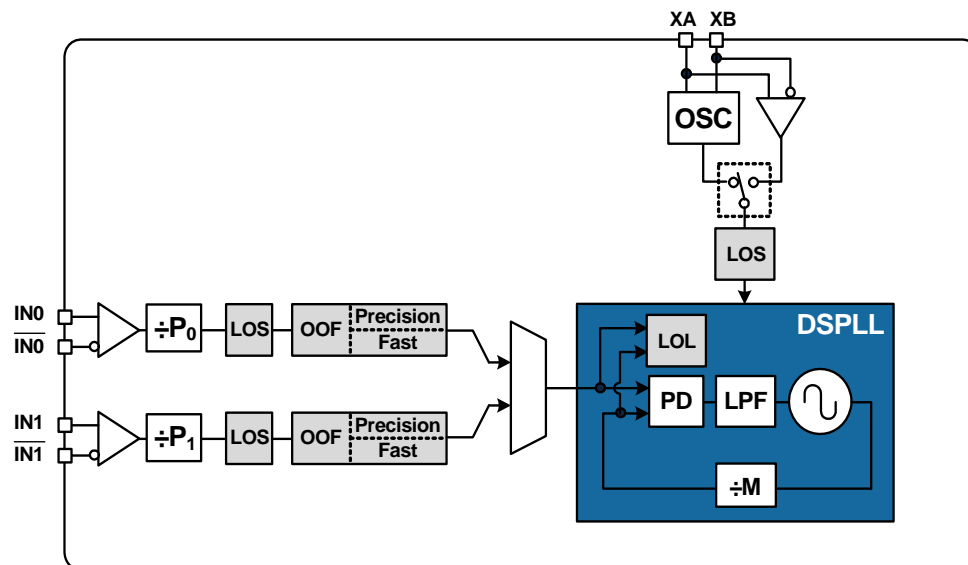 XA XB
OSC
LOS
IN0
IN0
÷P0
LOS
OOF
Precision
Fast
IN1
IN1
÷P1
LOS
OOF
Precision
Fast
DSPLL
LOL
PD
LPF
÷M